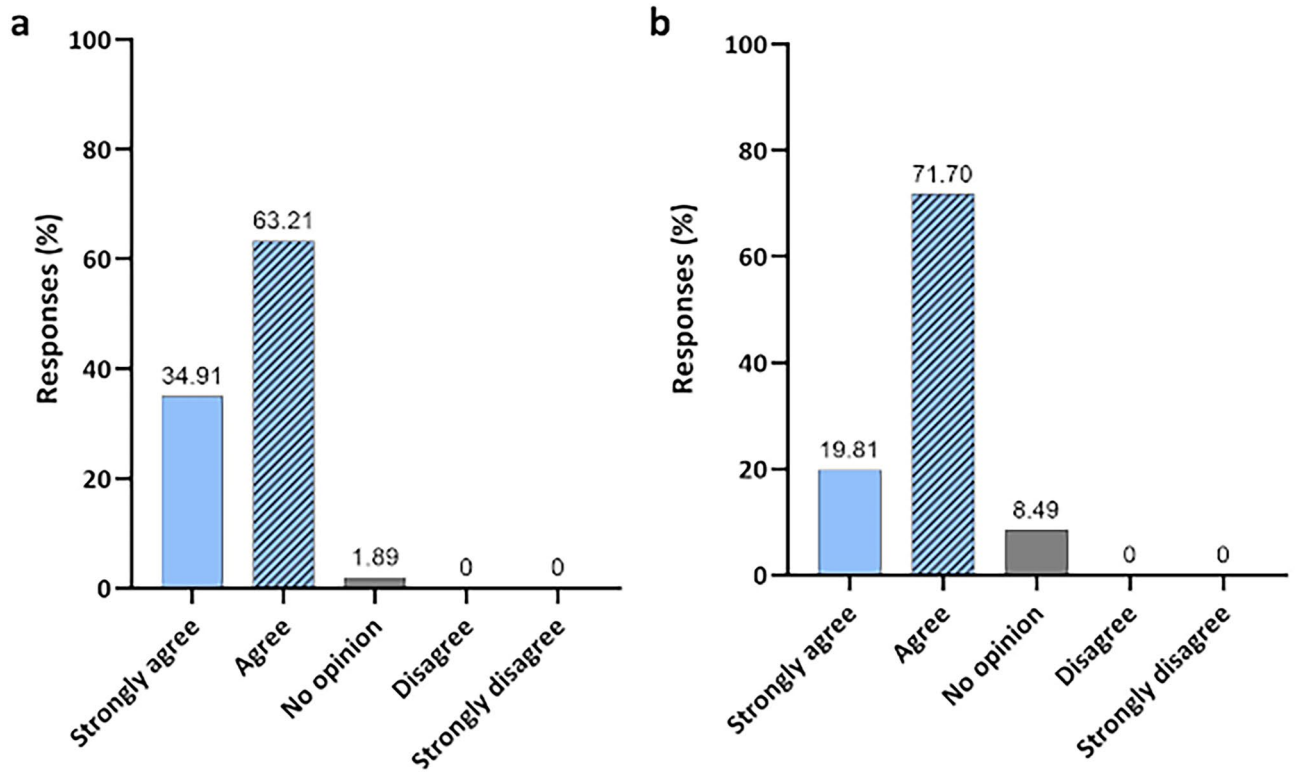 a
100
80
60
40
20
0
Responses (%)
34.91
63.21
1.89
0
0
Strongly agree
Agree
No opinion
Disagree
Strongly disagree
b
100
80
60
40
20
0
Responses (%)
19.81
71.70
8.49
0
0
Strongly agree
Agree
No opinion
Disagree
Strongly disagree